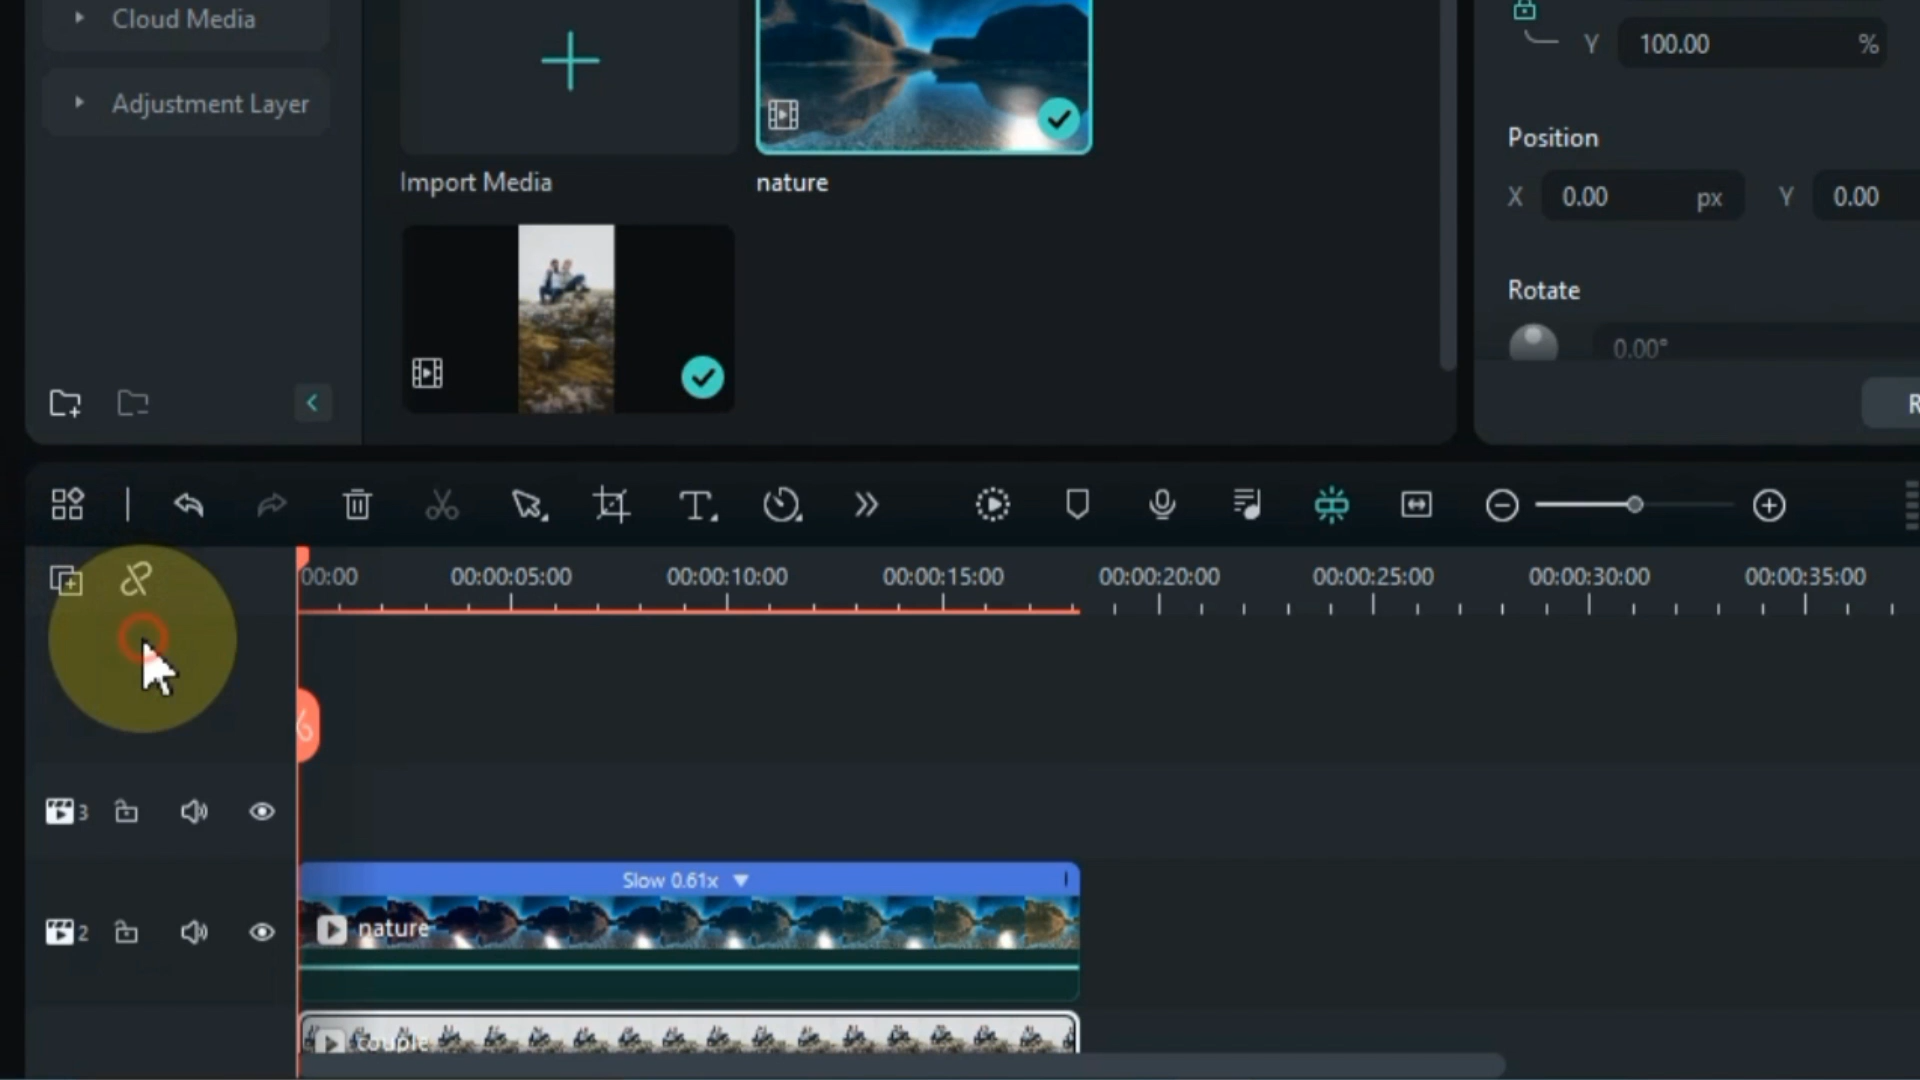 Cloud Media
Adjustment Layer
Import Media
nature
Y 100.00 %
Position
X 0.00 px Y 0.00
Rotate
0.00°
R
00:00 00:00:05:00 00:00:10:00 00:00:15:00 00:00:20:00 00:00:25:00 00:00:30:00 00:00:35:00
3
Slow 0.61x
2
nature
couple